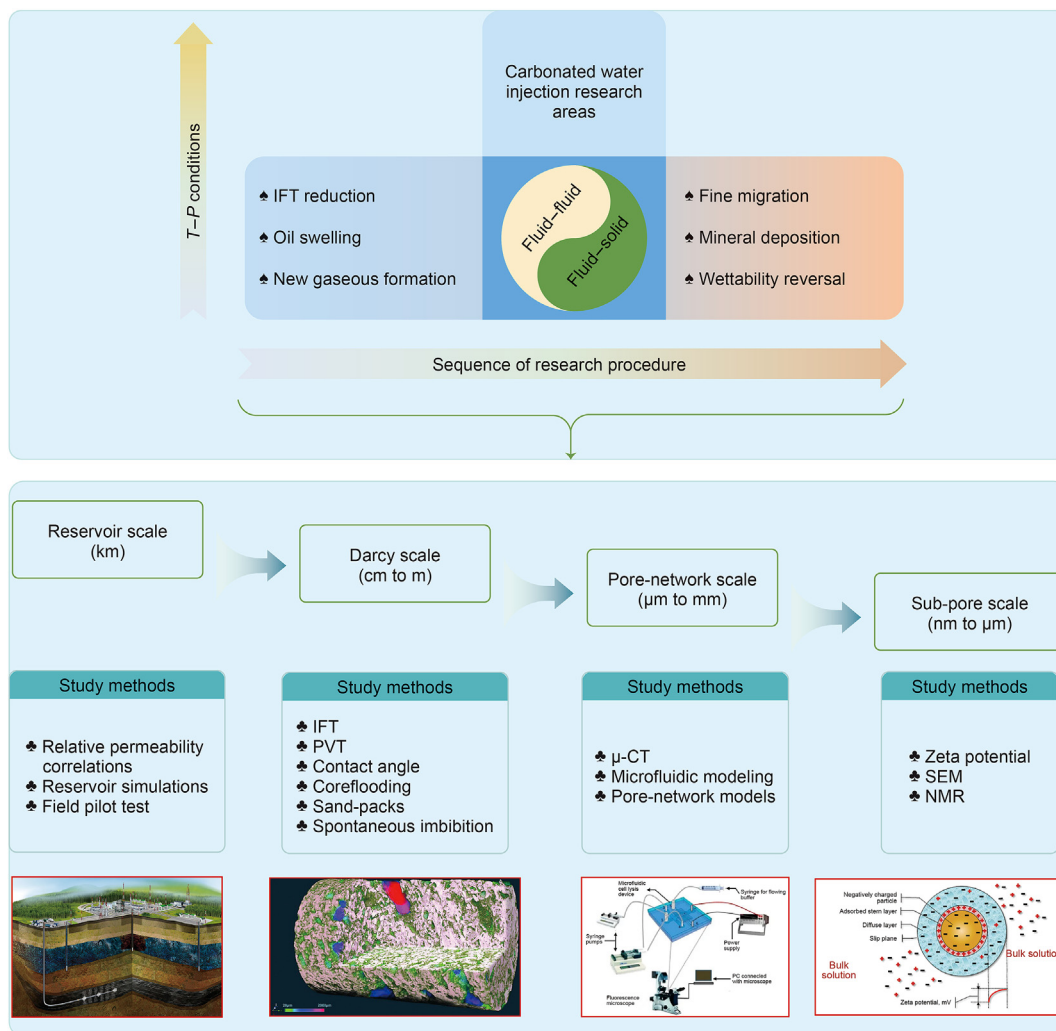 Carbonated water
injection research
areas
T–P conditions
♠ IFT reduction
♠ Oil swelling
♠ New gaseous formation
Fluid–fluid
Fluid–solid
♠ Fine migration
♠ Mineral deposition
♠ Wettability reversal
Sequence of research procedure
Reservoir scale
(km)
Darcy scale
(cm to m)
Pore-network scale
(μm to mm)
Sub-pore scale
(nm to μm)
Study methods
♣ Relative permeability
correlations
♣ Reservoir simulations
♣ Field pilot test
Study methods
♣ IFT
♣ PVT
♣ Contact angle
♣ Coreflooding
♣ Sand-packs
♣ Spontaneous imbibition
Study methods
♣ μ-CT
♣ Microfluidic modeling
♣ Pore-network models
Study methods
♣ Zeta potential
♣ SEM
♣ NMR
Microfluidic
cell lysis
device
Syringe for flowing
buffer
Syringe
pumps
Power
supply
Fluorescence
microscope
PC connected
with microscope
Negatively charged
particle
Adsorbed stern layer
Diffuse layer
Slip plane
Bulk solution
Bulk
solution
Zeta potential, mV